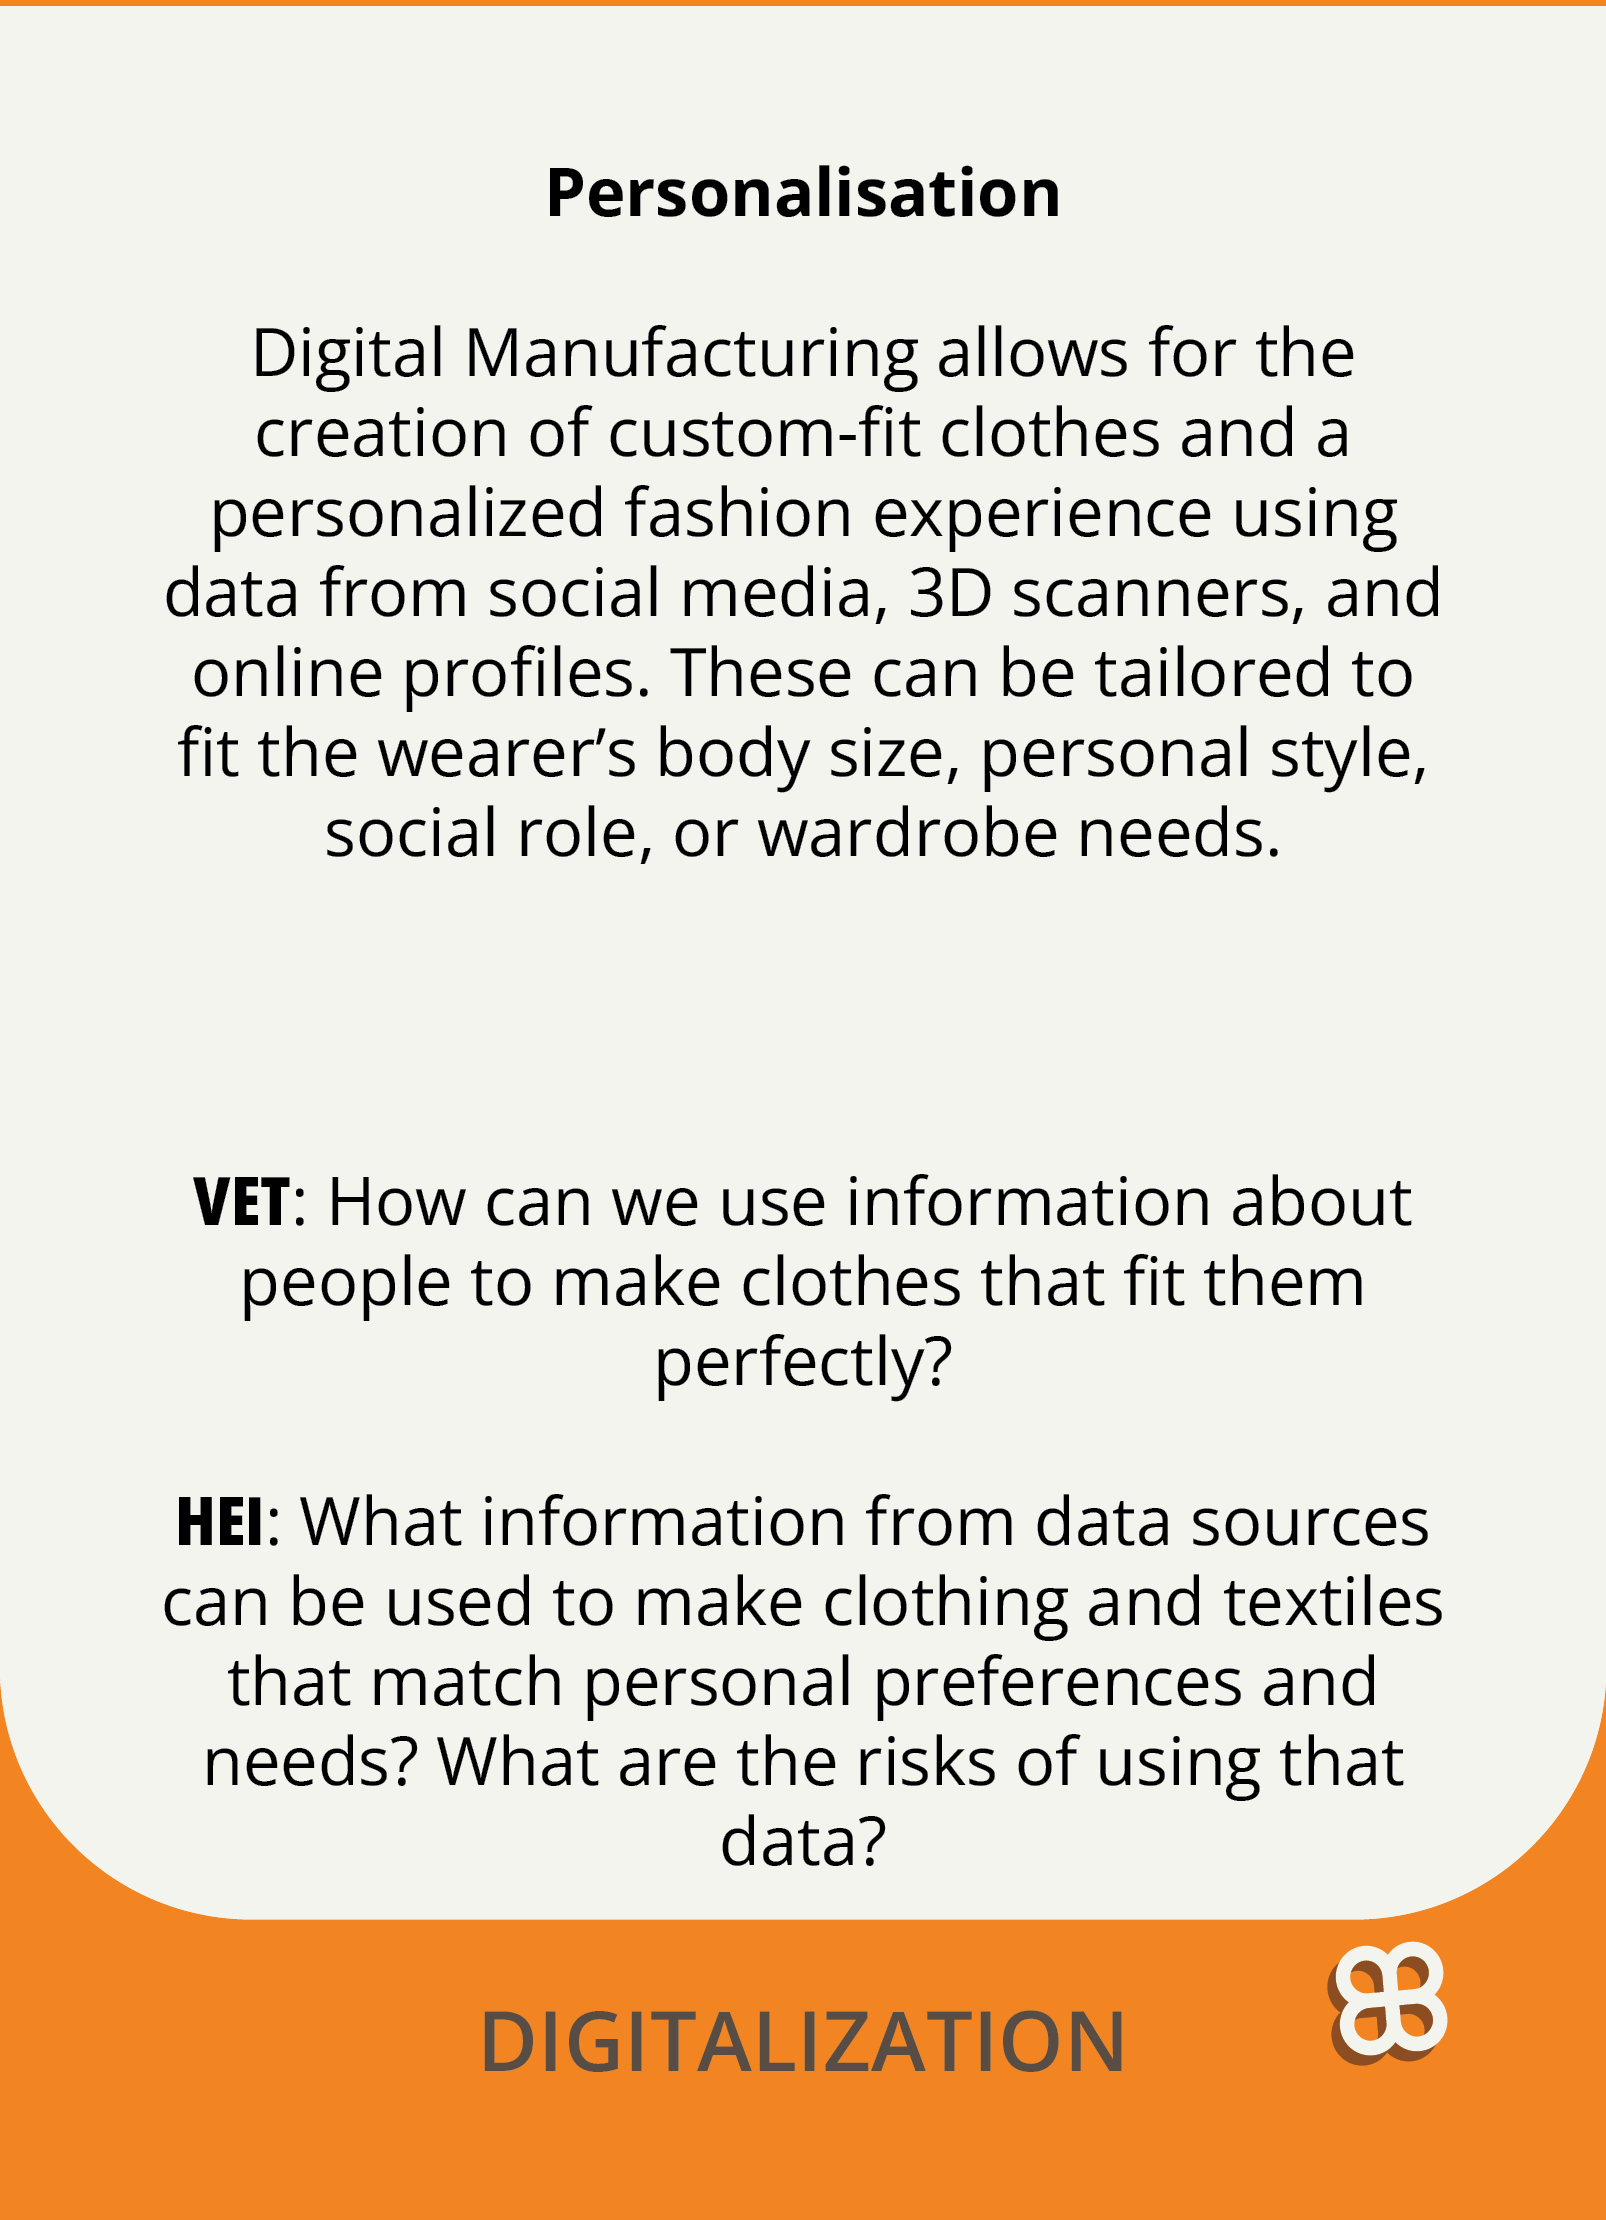 Personalisation
Digital Manufacturing allows for the
creation of custom-fit clothes and a
personalized fashion experience using
data from social media, 3D scanners, and
online profiles. These can be tailored to
fit the wearer’s body size, personal style,
social role, or wardrobe needs.
VET: How can we use information about
people to make clothes that fit them
perfectly?
HEI: What information from data sources
can be used to make clothing and textiles
that match personal preferences and
needs? What are the risks of using that
data?
DIGITALIZATION